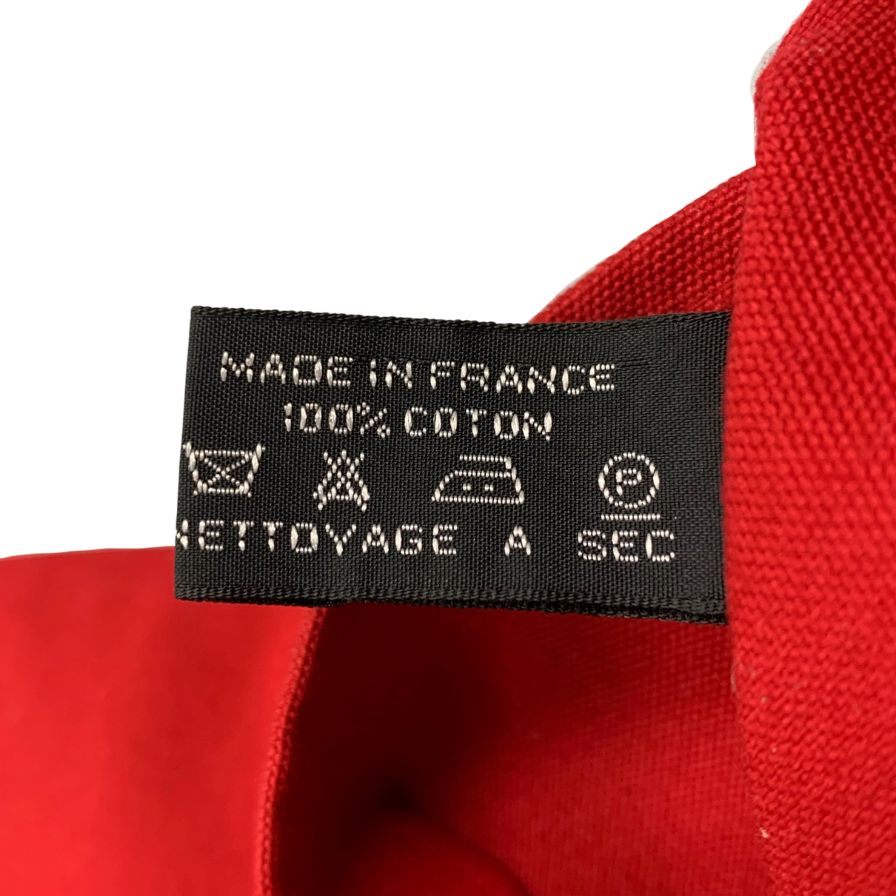 MADE IN FRANCE
100% COTON
P
NETTOYAGE A SEC